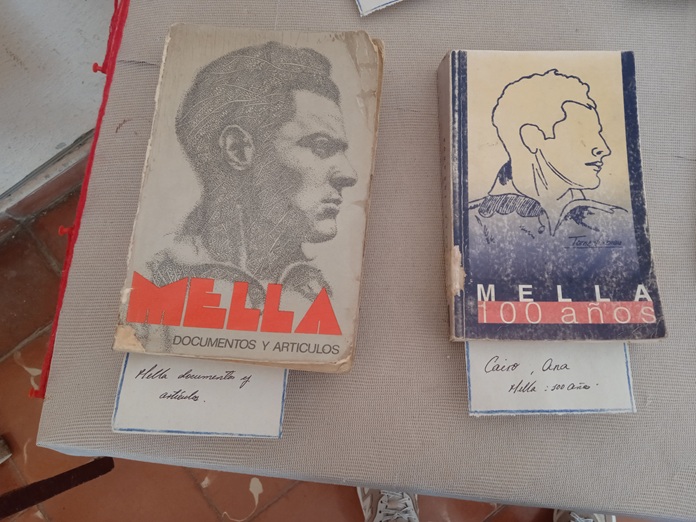 MELLA
DOCUMENTOS Y ARTICULOS
Mella documentos y
artículos.
MELLA
100 años
Cairo, Ana
Mella : 100 años.